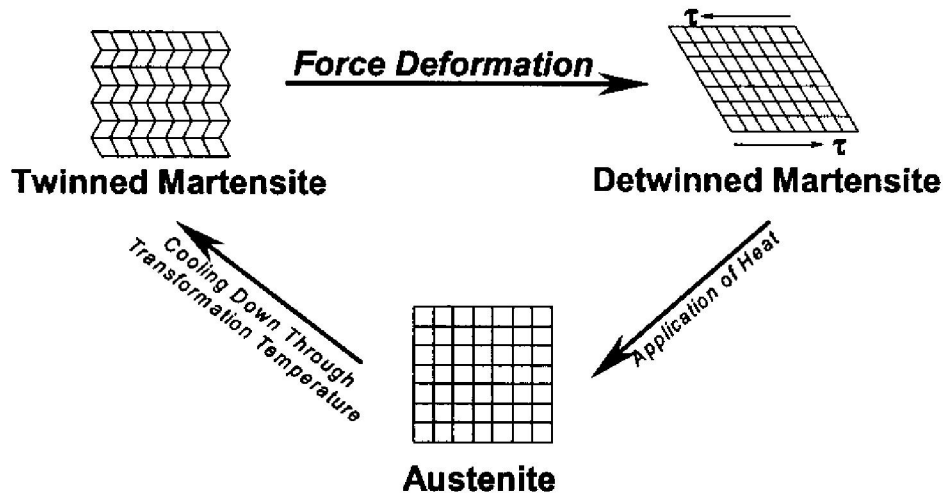 τ
Force Deformation
τ
Twinned Martensite
Detwinned Martensite
Cooling Down Through
Transformation Temperature
Application of Heat
Austenite